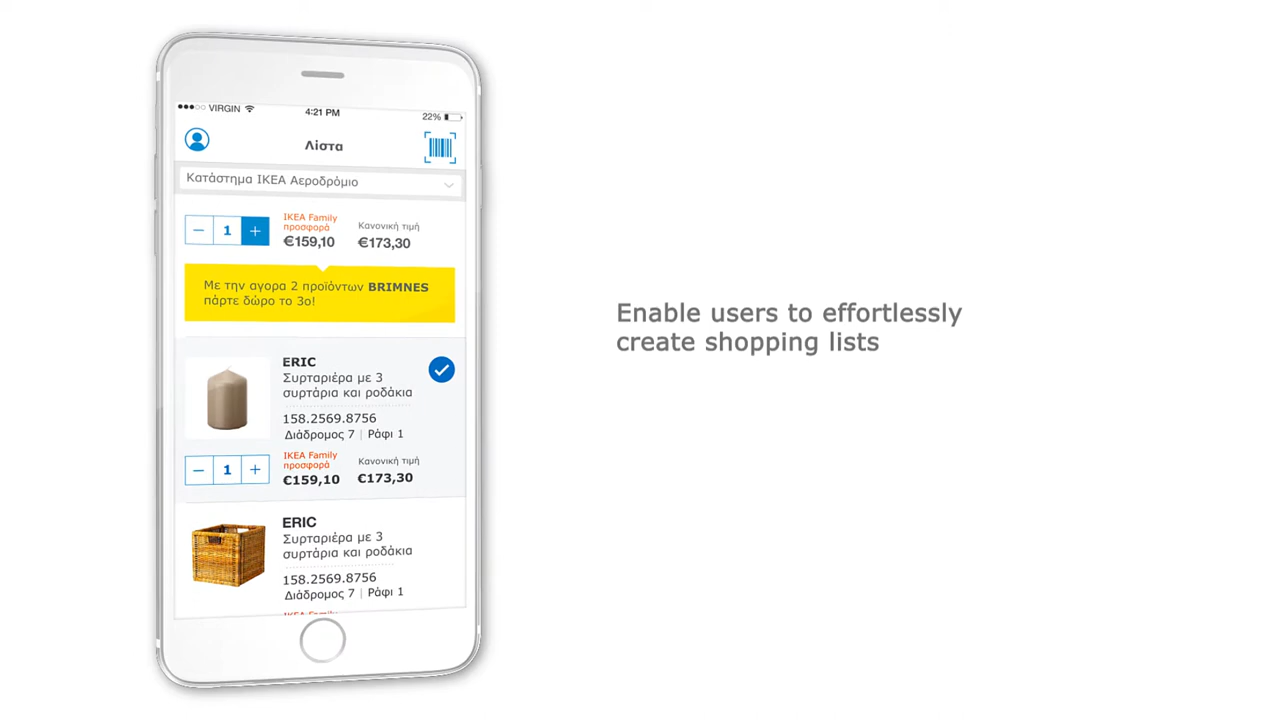 VIRGIN
4:21 PM
22%
Λίστα
Κατάστημα ΙΚΕΑ Αεροδρόμιο
1
IKEA Family
προσφορά
€159,10
Κανονική τιμή
€173,30
Με την αγορα 2 προϊόντων BRIMNES
πάρτε δώρο το 3ο!
ERIC
Συρταριέρα με 3
συρτάρια και ροδάκια
158.2569.8756
Διάδρομος 7 | Ράφι 1
1
IKEA Family
προσφορά
€159,10
Κανονική τιμή
€173,30
ERIC
Συρταριέρα με 3
συρτάρια και ροδάκια
158.2569.8756
Διάδρομος 7 | Ράφι 1
IKEA Family
Enable users to effortlessly
create shopping lists